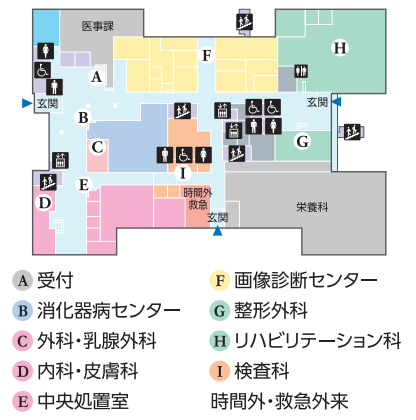 医事課
F
H
A
玄関
玄関
B
C
G
I
E
D
時間外
救急
玄関
栄養科
A 受付
B 消化器病センター
C 外科・乳腺外科
D 内科・皮膚科
E 中央処置室
F 画像診断センター
G 整形外科
H リハビリテーション科
I 検査科
時間外・救急外来